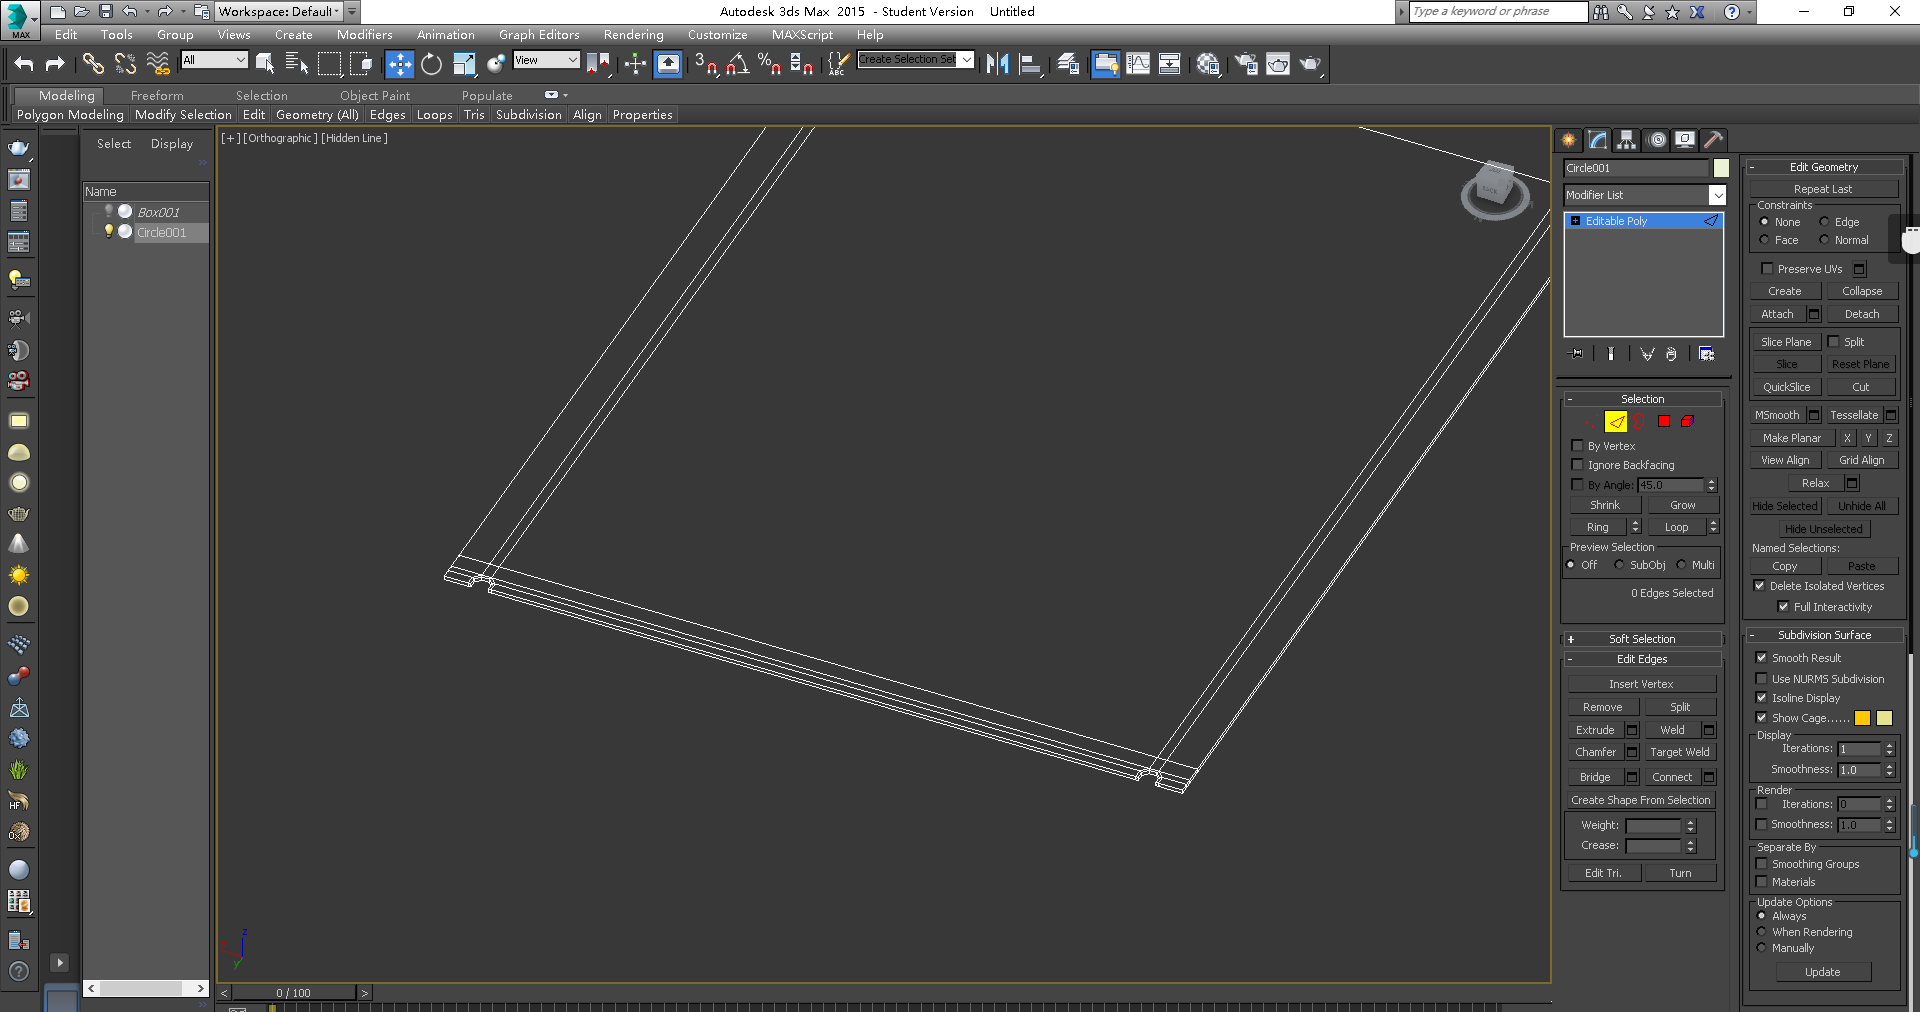 Workspace: Default
Autodesk 3ds Max 2015 - Student Version Untitled
Type a keyword or phrase
MAX
Edit Tools Group Views Create Modifiers Animation Graph Editors Rendering Customize MAXScript Help
All
View
3
%
ABC
Create Selection Set
Modeling Freeform Selection Object Paint Populate
Polygon Modeling Modify Selection Edit Geometry (All) Edges Loops Tris Subdivision Align Properties
Select Display
Name
Box001
Circle001
[+] [Orthographic ] [Hidden Line ]
BACK
z
y
< 0 / 100 >
Circle001
Modifier List
Editable Poly
- Selection
By Vertex
Ignore Backfacing
By Angle: 45.0
Shrink Grow
Ring Loop
Preview Selection
Off SubObj Multi
0 Edges Selected
+ Soft Selection
- Edit Edges
Insert Vertex
Remove Split
Extrude Weld
Chamfer Target Weld
Bridge Connect
Create Shape From Selection
Weight:
Crease:
Edit Tri. Turn
- Edit Geometry
Repeat Last
Constraints
None Edge
Face Normal
Preserve UVs
Create Collapse
Attach Detach
Slice Plane Split
Slice Reset Plane
QuickSlice Cut
MSmooth Tessellate
Make Planar X Y Z
View Align Grid Align
Relax
Hide Selected Unhide All
Hide Unselected
Named Selections:
Copy Paste
Delete Isolated Vertices
Full Interactivity
- Subdivision Surface
Smooth Result
Use NURMS Subdivision
Isoline Display
Show Cage......
Display
Iterations: 1
Smoothness: 1.0
Render
Iterations: 0
Smoothness: 1.0
Separate By
Smoothing Groups
Materials
Update Options
Always
When Rendering
Manually
Update